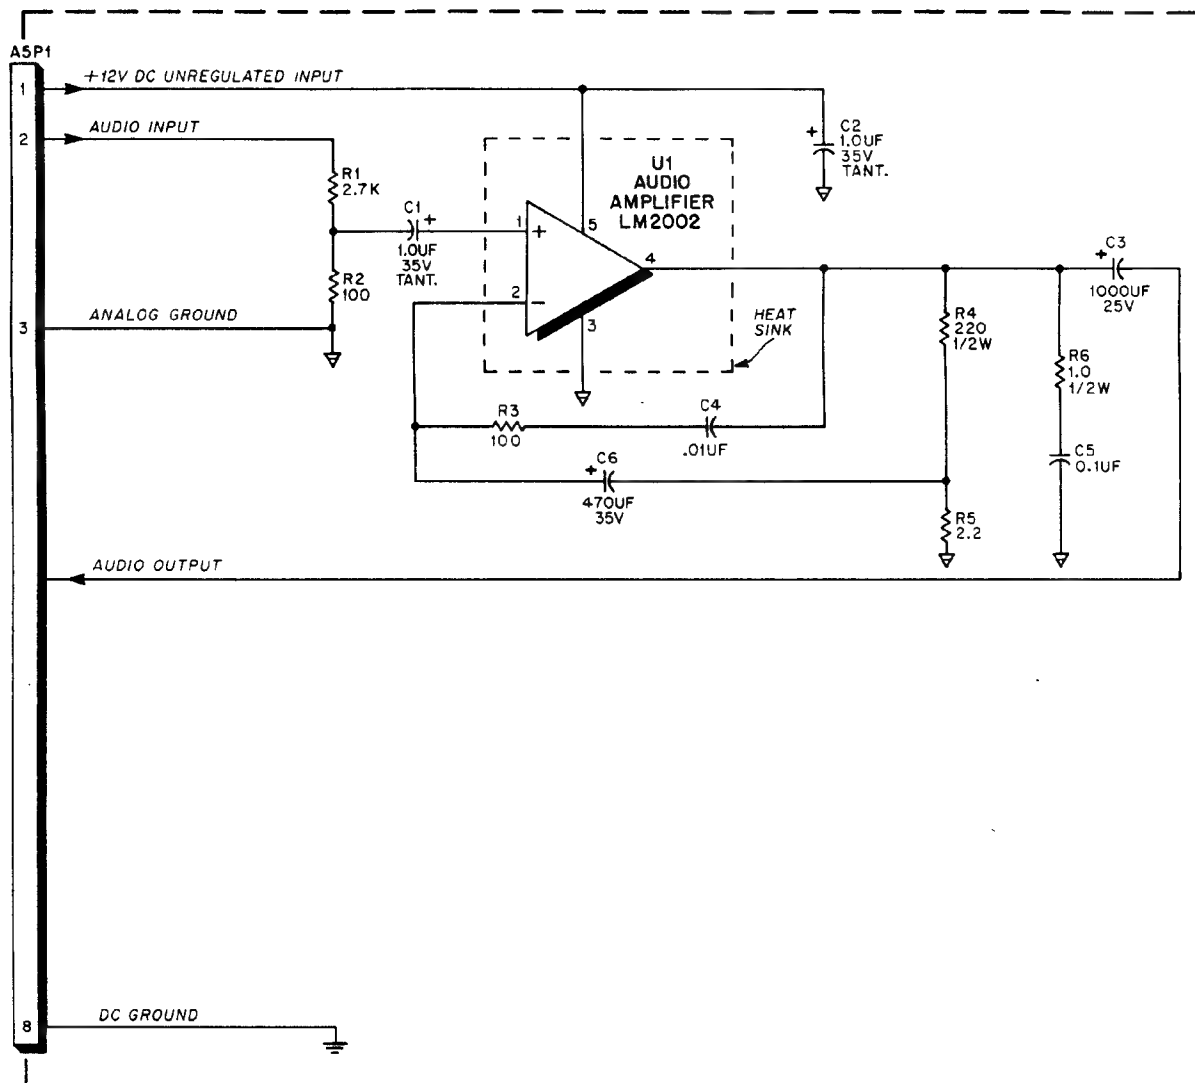 A5P1
1
+12V DC UNREGULATED INPUT
2
AUDIO INPUT
R1
2.7K
C1
+
1.0UF
35V
TANT.
R2
100
3
ANALOG GROUND
U1
AUDIO
AMPLIFIER
LM2002
1
+
5
4
2
−
3
+
C2
1.0UF
35V
TANT.
HEAT
SINK
R3
100
C4
.01UF
+
C6
470UF
35V
R4
220
1/2W
R5
2.2
R6
1.0
1/2W
C5
0.1UF
+
C3
1000UF
25V
AUDIO OUTPUT
8
DC GROUND